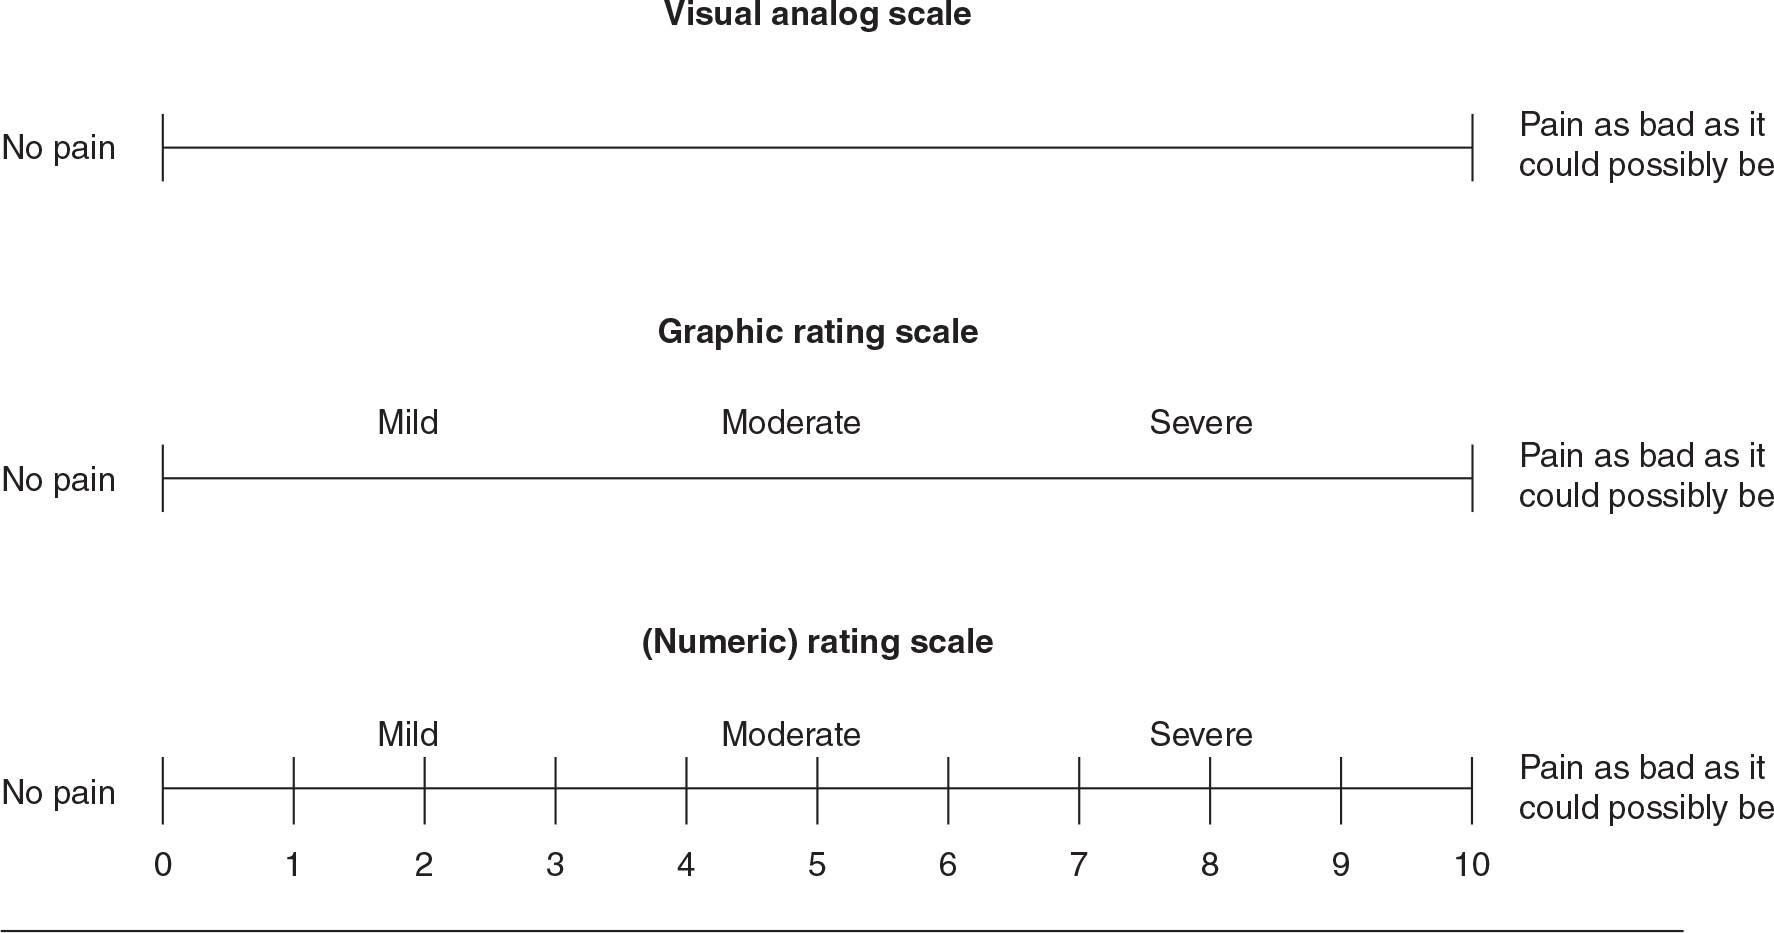 Visual analog scale
No pain
Pain as bad as it
could possibly be
Graphic rating scale
Mild Moderate Severe
No pain
Pain as bad as it
could possibly be
(Numeric) rating scale
Mild Moderate Severe
No pain
Pain as bad as it
could possibly be
0 1 2 3 4 5 6 7 8 9 10